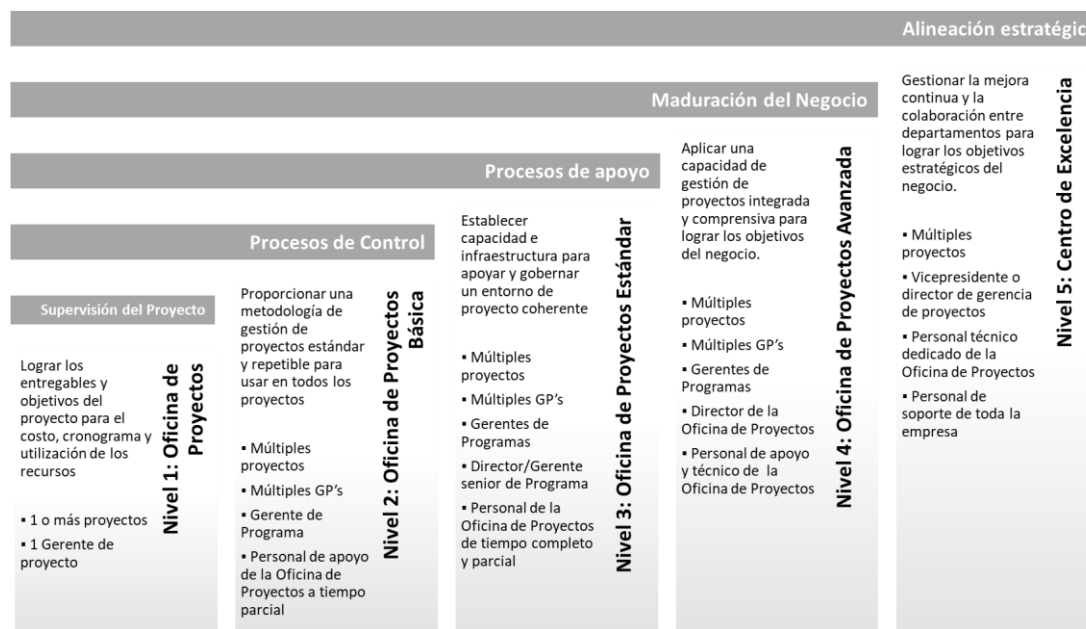 Alineación estratégic
Maduración del Negocio
Procesos de apoyo
Procesos de Control
Supervisión del Proyecto
Lograr los
entregables y
objetivos del
proyecto para el
costo, cronograma y
utilización de los
recursos
▪ 1 o más proyectos
▪ 1 Gerente de
proyecto
Nivel 1: Oficina de
Proyectos
Proporcionar una
metodología de
gestión de
proyectos estándar
y repetible para
usar en todos los
proyectos
▪ Múltiples
proyectos
▪ Múltiples GP's
▪ Gerente de
Programa
▪ Personal de apoyo
de la Oficina de
Proyectos a tiempo
parcial
Nivel 2: Oficina de Proyectos
Básica
Establecer
capacidad e
infraestructura para
apoyar y gobernar
un entorno de
proyecto coherente
▪ Múltiples
proyectos
▪ Múltiples GP's
▪ Gerentes de
Programas
▪ Director/Gerente
senior de Programa
▪ Personal de la
Oficina de Proyectos
de tiempo completo
y parcial
Nivel 3: Oficina de Proyectos Estándar
Aplicar una
capacidad de
gestión de
proyectos integrada
y comprensiva para
lograr los objetivos
del negocio.
▪ Múltiples
proyectos
▪ Múltiples GP's
▪ Gerentes de
Programas
▪ Director de la
Oficina de Proyectos
▪ Personal de apoyo
y técnico de la
Oficina de Proyectos
Nivel 4: Oficina de Proyectos Avanzada
Gestionar la mejora
continua y la
colaboración entre
departamentos para
lograr los objetivos
estratégicos del
negocio.
▪ Múltiples
proyectos
▪ Vicepresidente o
director de gerencia
de proyectos
▪ Personal técnico
dedicado de la
Oficina de Proyectos
▪ Personal de
soporte de toda la
empresa
Nivel 5: Centro de Excelencia